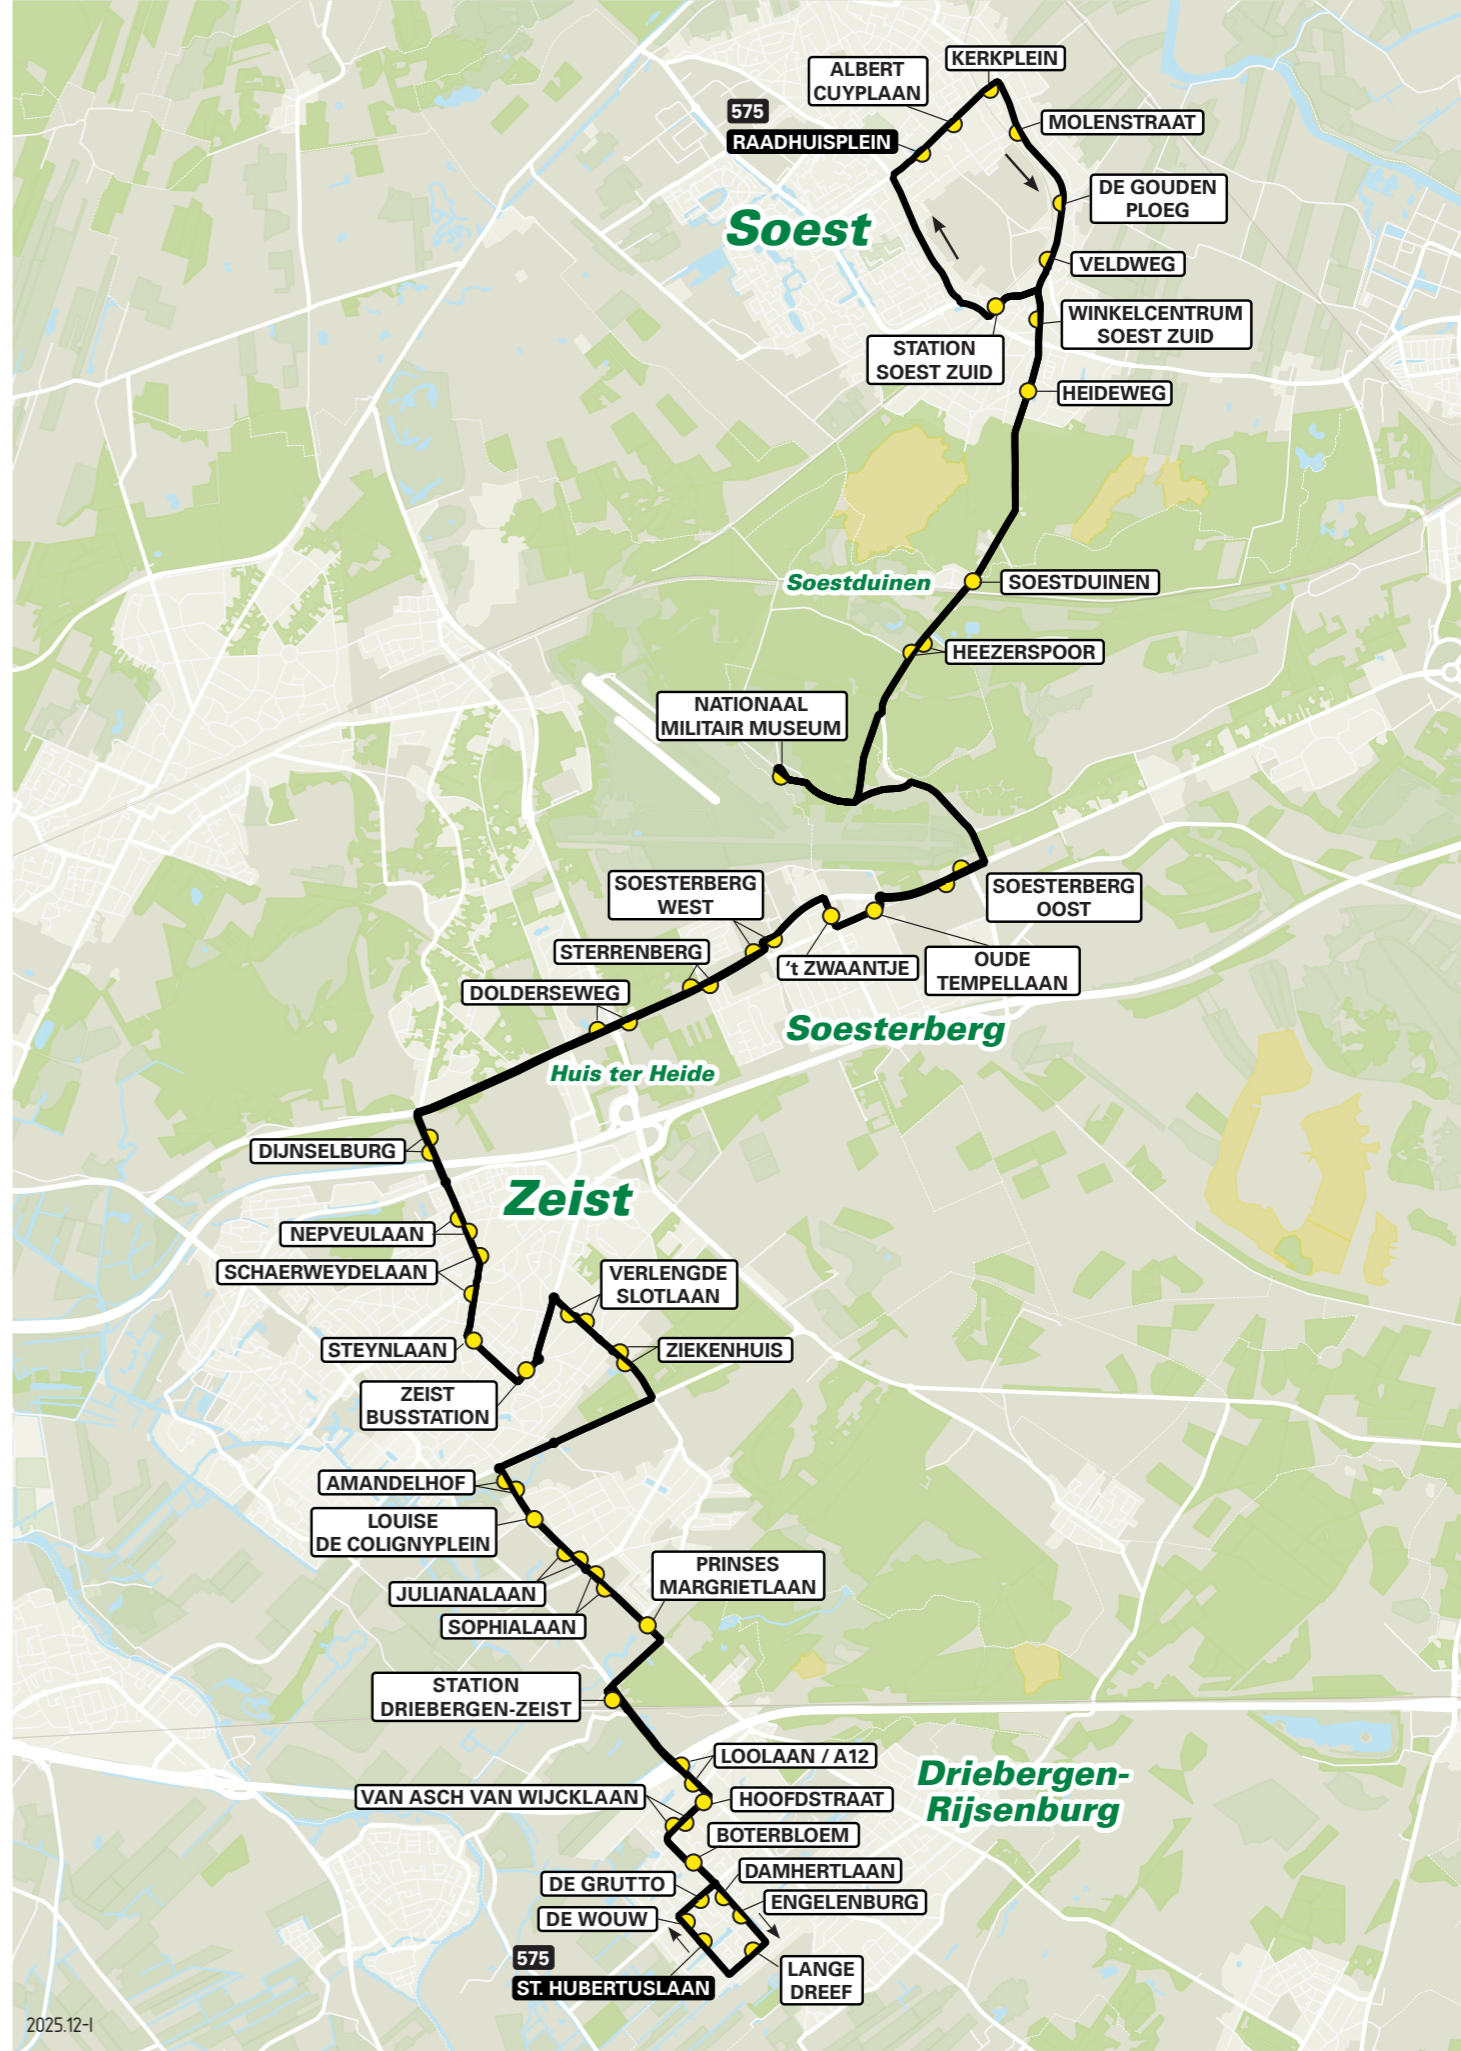 KERKPLEIN
ALBERT
CUYPLAAN
575
RAADHUISPLEIN
MOLENSTRAAT
DE GOUDEN
PLOEG
Soest
VELDWEG
WINKELCENTRUM
SOEST ZUID
STATION
SOEST ZUID
HEIDEWEG
Soestduinen
SOESTDUINEN
HEEZERSPOOR
NATIONAAL
MILITAIR MUSEUM
SOESTERBERG
WEST
SOESTERBERG
OOST
STERRENBERG
't ZWAANTJE
OUDE
TEMPELLAAN
DOLDERSEWEG
Soesterberg
Huis ter Heide
DIJNSELBURG
Zeist
NEPVEULAAN
SCHAERWEYDELAAN
VERLENGDE
SLOTLAAN
STEYNLAAN
ZIEKENHUIS
ZEIST
BUSSTATION
AMANDELHOF
LOUISE
DE COLIGNYPLEIN
PRINSES
MARGRIETLAAN
JULIANALAAN
SOPHIALAAN
STATION
DRIEBERGEN-ZEIST
LOOLAAN / A12
Driebergen-
Rijsenburg
VAN ASCH VAN WIJCKLAAN
HOOFDSTRAAT
BOTERBLOEM
DAMHERTLAAN
DE GRUTTO
ENGELENBURG
DE WOUW
575
ST. HUBERTUSLAAN
LANGE
DREEF
2025.12-I